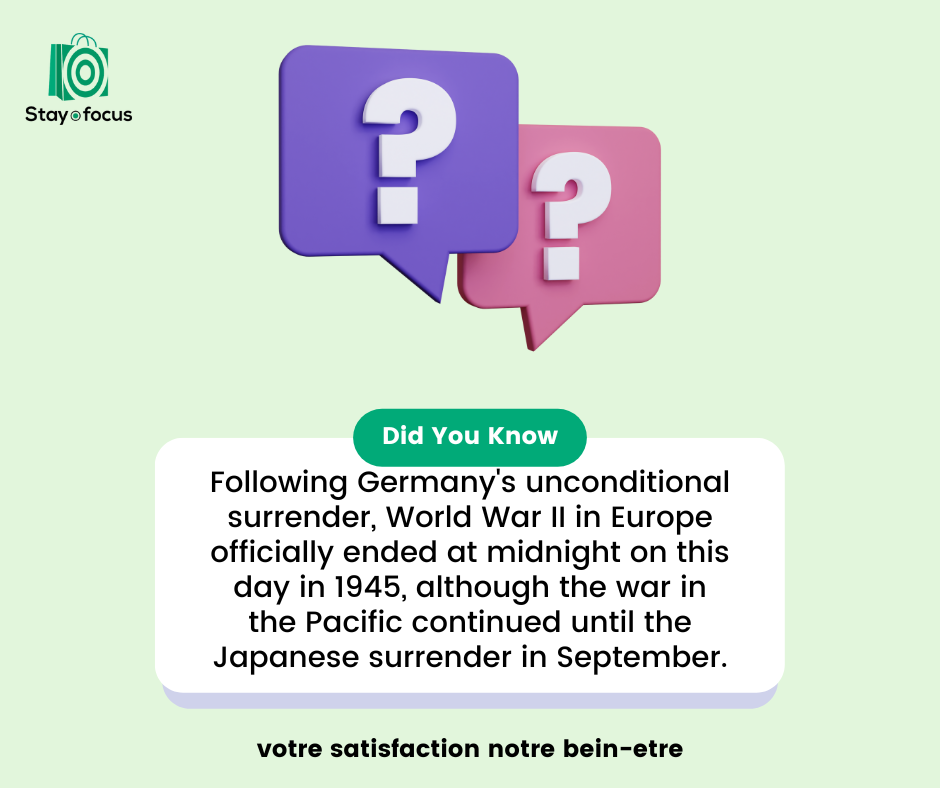 Stay focus
?
?
Did You Know
Following Germany's unconditional
surrender, World War II in Europe
officially ended at midnight on this
day in 1945, although the war in
the Pacific continued until the
Japanese surrender in September.
votre satisfaction notre bein-etre